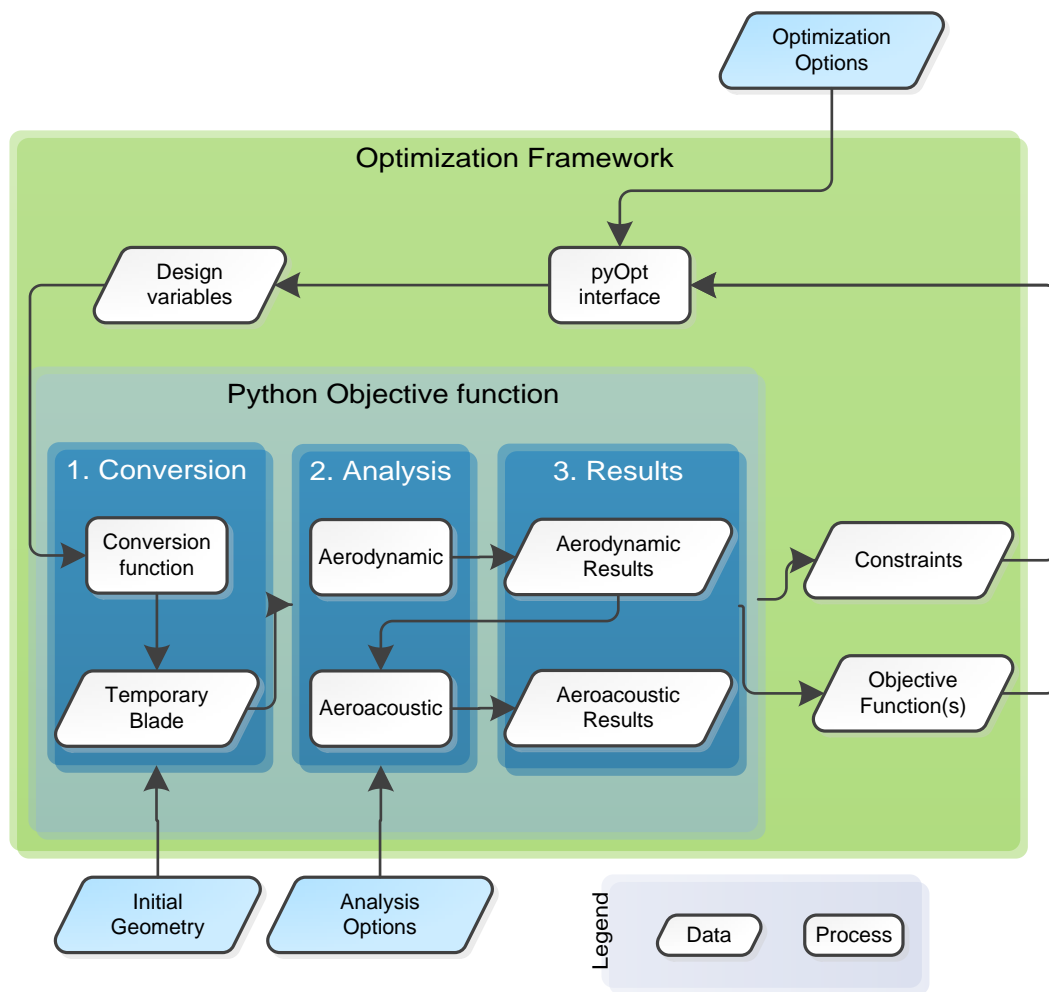 Optimization
Options
Optimization Framework
Design
variables
pyOpt
interface
Python Objective function
1. Conversion
2. Analysis
3. Results
Conversion
function
Aerodynamic
Aerodynamic
Results
Constraints
Temporary
Blade
Aeroacoustic
Aeroacoustic
Results
Objective
Function(s)
Initial
Geometry
Analysis
Options
Legend
Data
Process